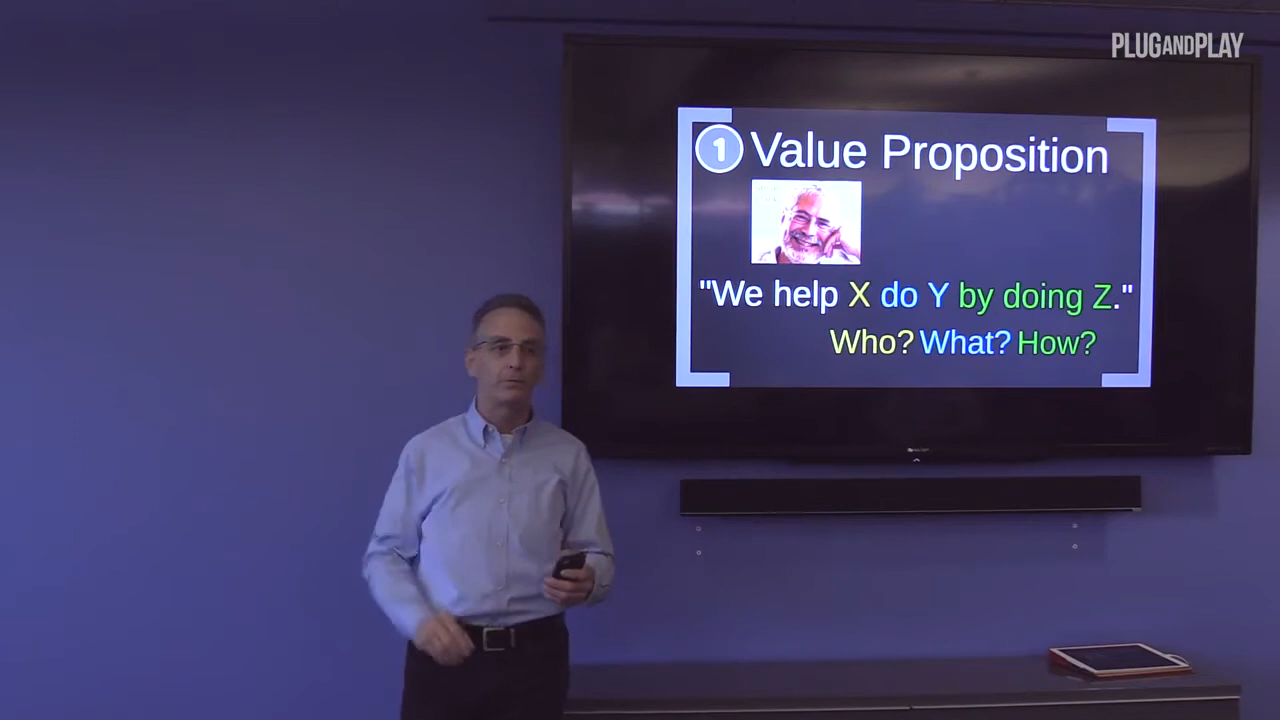 PLUGANDPLAY
1 Value Proposition
"We help X do Y by doing Z."
Who? What? How?